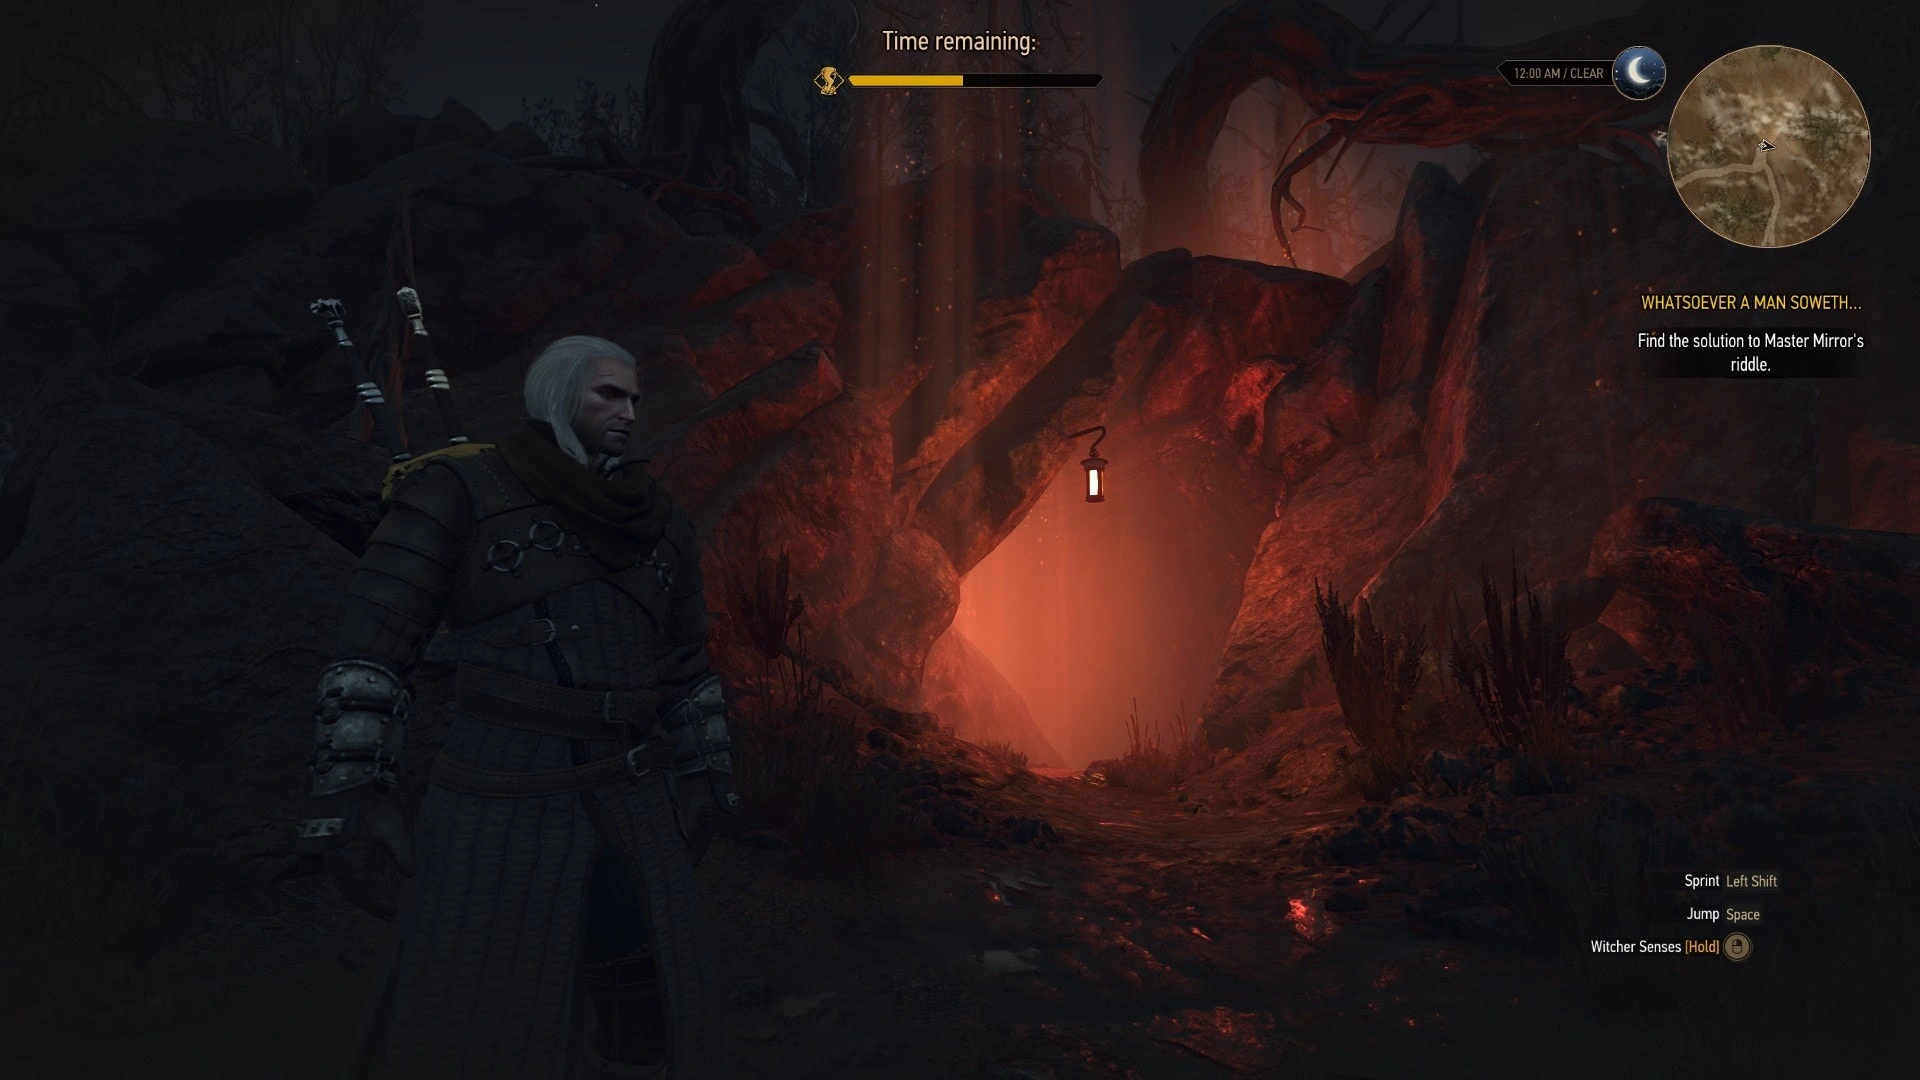 Time remaining:
12:00 AM / CLEAR
N
WHATSOEVER A MAN SOWETH...
Find the solution to Master Mirror's
riddle.
Sprint Left Shift
Jump Space
Witcher Senses [Hold]